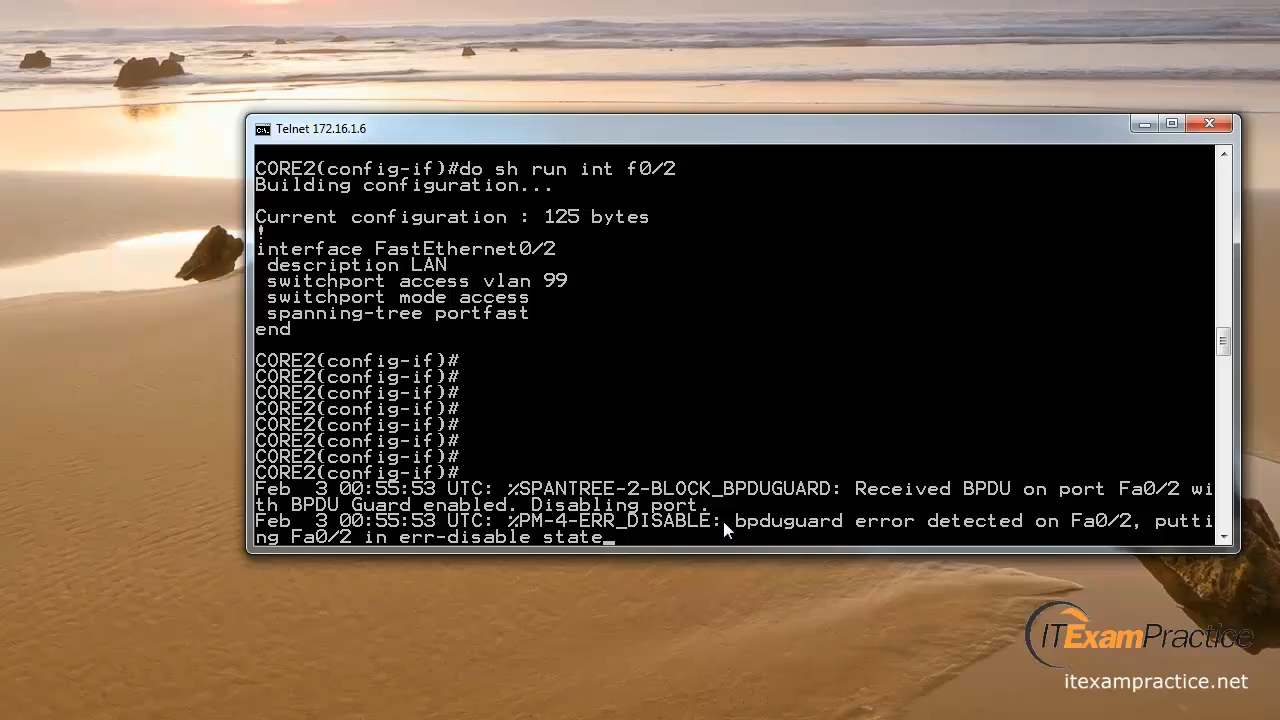 Telnet 172.16.1.6
CORE2(config-if)#do sh run int f0/2
Building configuration...
Current configuration : 125 bytes
!
interface FastEthernet0/2
description LAN
switchport access vlan 99
switchport mode access
spanning-tree portfast
end
CORE2(config-if)#
CORE2(config-if)#
CORE2(config-if)#
CORE2(config-if)#
CORE2(config-if)#
CORE2(config-if)#
CORE2(config-if)#
CORE2(config-if)#
Feb  3 00:55:53 UTC: %SPANTREE-2-BLOCK_BPDUGUARD: Received BPDU on port Fa0/2 wi
th BPDU Guard enabled. Disabling port.
Feb  3 00:55:53 UTC: %PM-4-ERR_DISABLE: bpduguard error detected on Fa0/2, putti
ng Fa0/2 in err-disable state
ITExamPractice
itexampractice.net